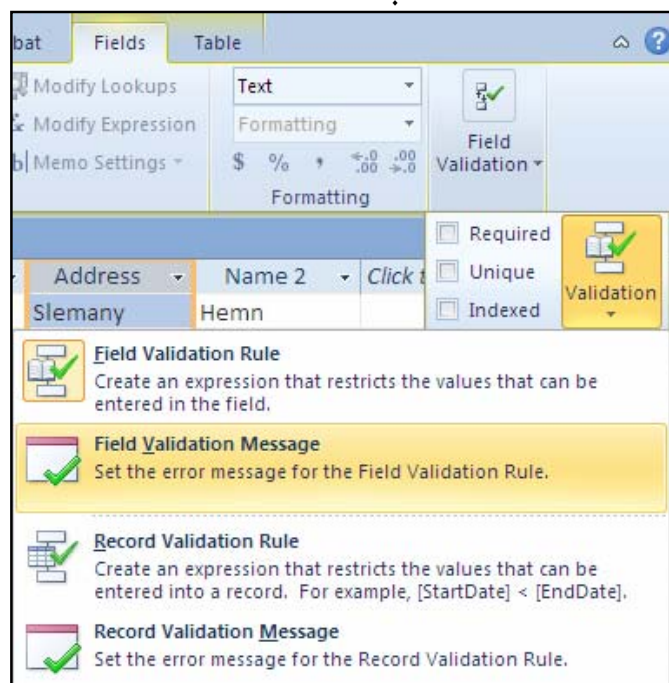 bat Fields Table
Modify Lookups Text
Modify Expression Formatting
b| Memo Settings $ % , .0 .00 .00 .0
Field
Validation
Formatting
Required
Unique
Indexed
Validation
Address Name 2 Click t
Slemany Hemn
Field Validation Rule
Create an expression that restricts the values that can be
entered in the field.
Field Validation Message
Set the error message for the Field Validation Rule.
Record Validation Rule
Create an expression that restricts the values that can be
entered into a record. For example, [StartDate] < [EndDate].
Record Validation Message
Set the error message for the Record Validation Rule.